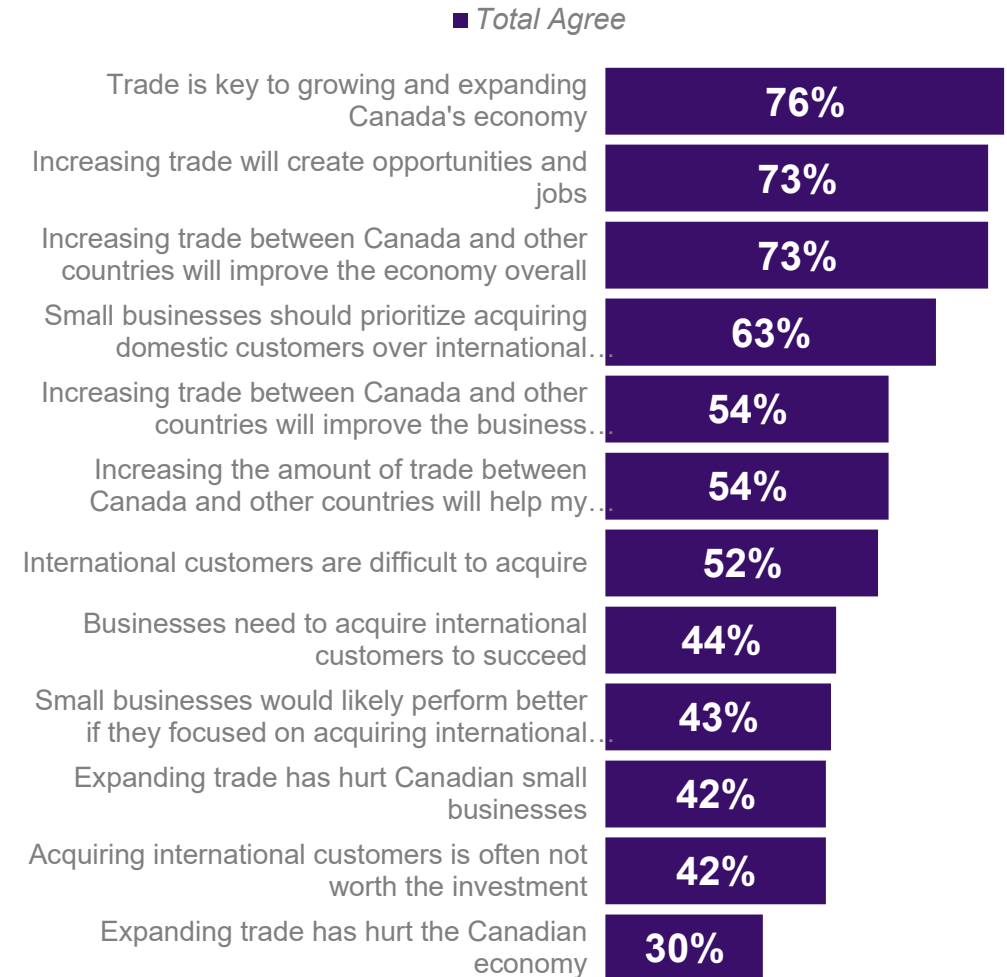 Total Agree
Trade is key to growing and expanding
Canada's economy
76%
Increasing trade will create opportunities and
jobs
73%
Increasing trade between Canada and other
countries will improve the economy overall
73%
Small businesses should prioritize acquiring
domestic customers over international…
63%
Increasing trade between Canada and other
countries will improve the business…
54%
Increasing the amount of trade between
Canada and other countries will help my…
54%
International customers are difficult to acquire
52%
Businesses need to acquire international
customers to succeed
44%
Small businesses would likely perform better
if they focused on acquiring international…
43%
Expanding trade has hurt Canadian small
businesses
42%
Acquiring international customers is often not
worth the investment
42%
Expanding trade has hurt the Canadian
economy
30%